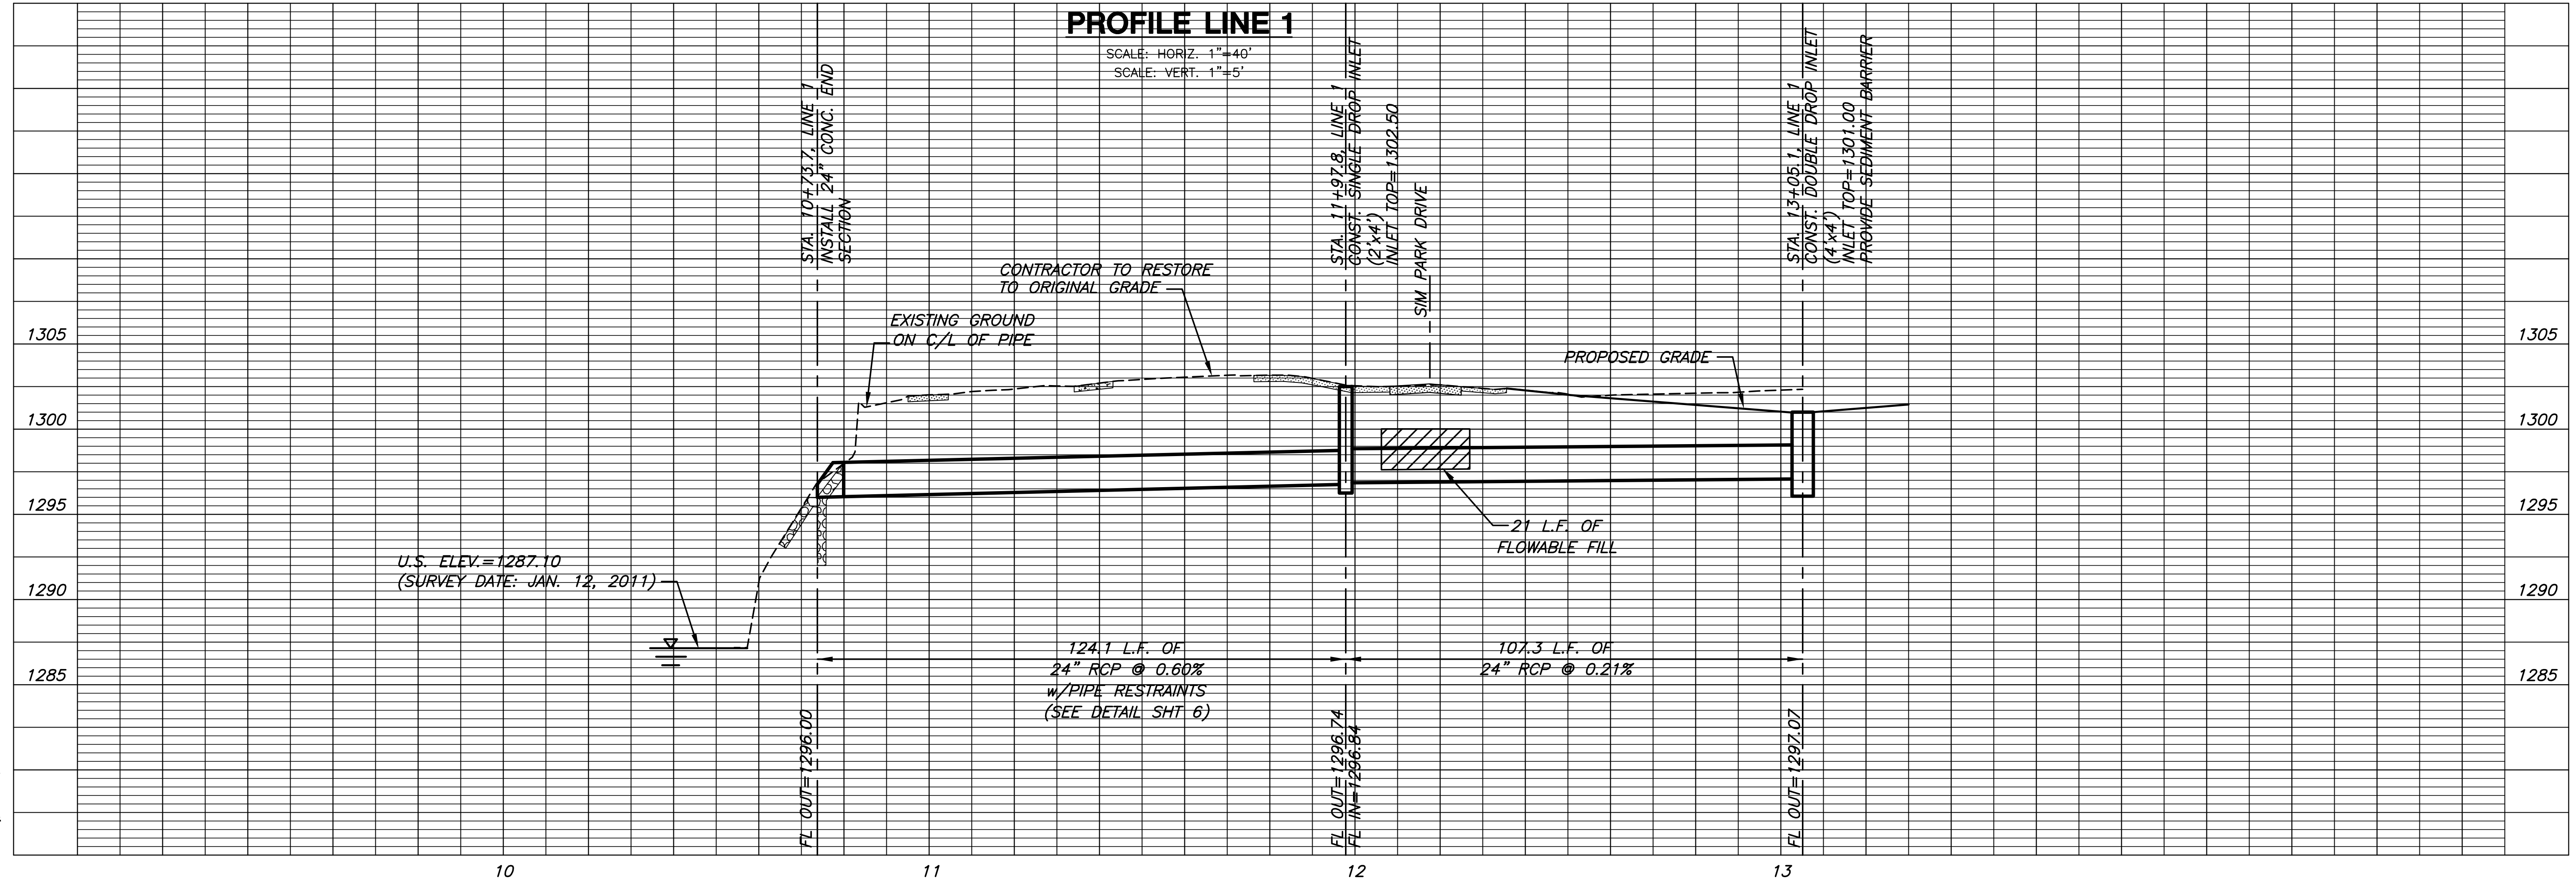 PROFILE LINE 1
SCALE: HORIZ. 1"=40'
SCALE: VERT. 1"=5'
STA. 10+73.7, LINE 1
INSTALL 24" CONC. END
SECTION
STA. 11+97.8, LINE 1
CONST. SINGLE DROP INLET
(2'x4')
INLET TOP=1302.50
SIM PARK DRIVE
STA. 13+05.1, LINE 1
CONST. DOUBLE DROP INLET
(4'x4')
INLET TOP=1301.00
PROVIDE SEDIMENT BARRIER
CONTRACTOR TO RESTORE
TO ORIGINAL GRADE
EXISTING GROUND
ON C/L OF PIPE
PROPOSED GRADE
1305
1305
1300
1300
1295
1295
1290
1290
1285
1285
21 L.F. OF
FLOWABLE FILL
U.S. ELEV.=1287.10
(SURVEY DATE: JAN. 12, 2011)
124.1 L.F. OF
24" RCP @ 0.60%
w/PIPE RESTRAINTS
(SEE DETAIL SHT 6)
107.3 L.F. OF
24" RCP @ 0.21%
FL OUT=1296.00
FL OUT=1296.74
FL IN=1296.84
FL OUT=1297.07
10
11
12
13